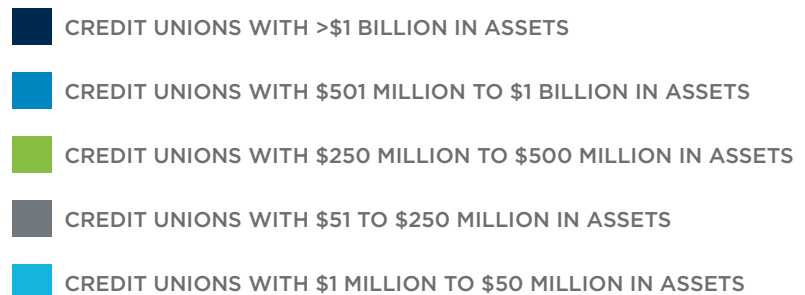 CREDIT UNIONS WITH >$1 BILLION IN ASSETS
CREDIT UNIONS WITH $501 MILLION TO $1 BILLION IN ASSETS
CREDIT UNIONS WITH $250 MILLION TO $500 MILLION IN ASSETS
CREDIT UNIONS WITH $51 TO $250 MILLION IN ASSETS
CREDIT UNIONS WITH $1 MILLION TO $50 MILLION IN ASSETS